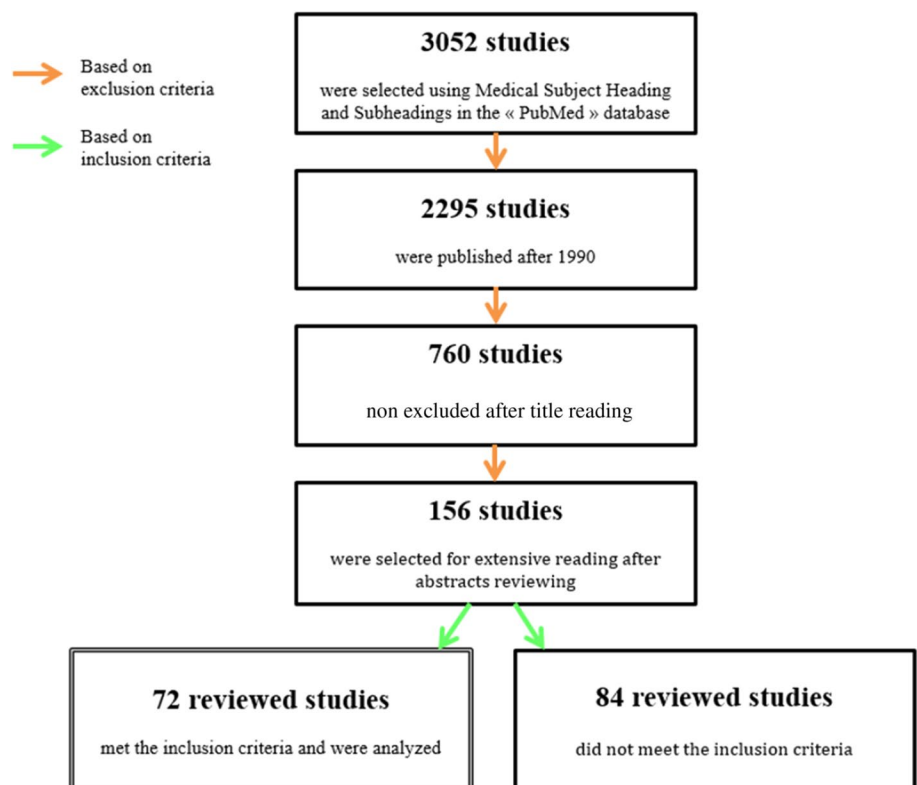 Based on
exclusion criteria
Based on
inclusion criteria
3052 studies
were selected using Medical Subject Heading
and Subheadings in the « PubMed » database
2295 studies
were published after 1990
760 studies
non excluded after title reading
156 studies
were selected for extensive reading after
abstracts reviewing
72 reviewed studies
met the inclusion criteria and were analyzed
84 reviewed studies
did not meet the inclusion criteria